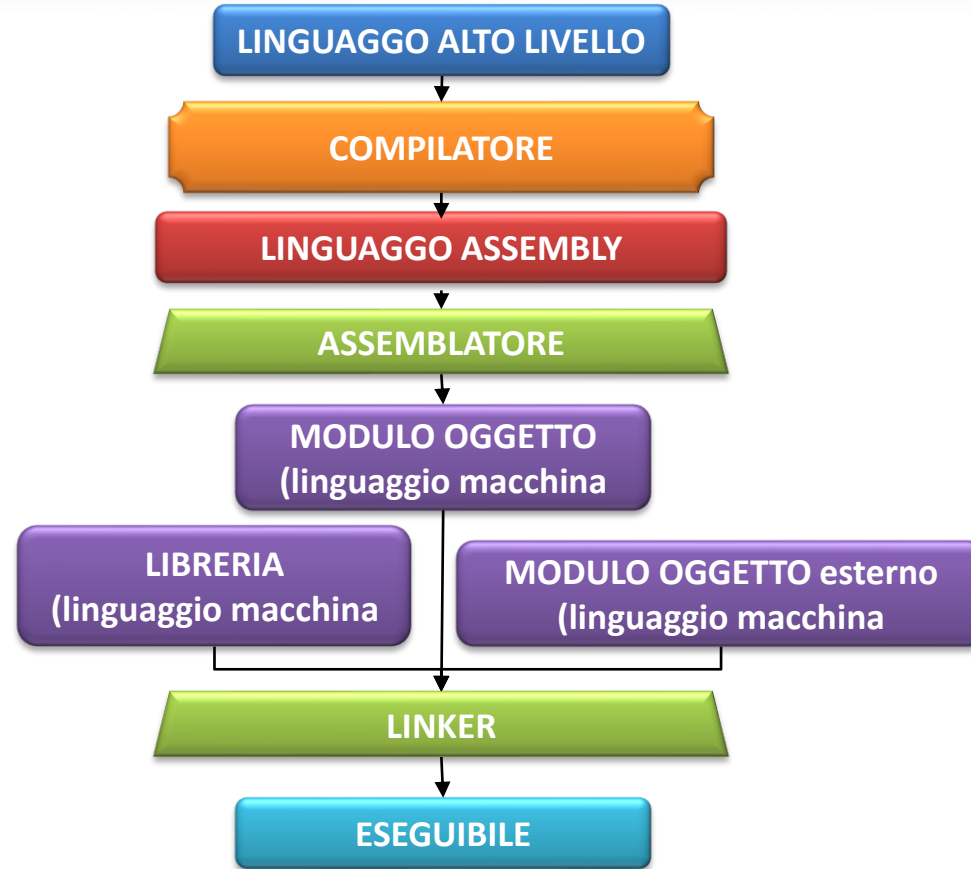 LINGUAGGO ALTO LIVELLO
COMPILATORE
LINGUAGGO ASSEMBLY
ASSEMBLATORE
MODULO OGGETTO
(linguaggio macchina
LIBRERIA
(linguaggio macchina
MODULO OGGETTO esterno
(linguaggio macchina
LINKER
ESEGUIBILE